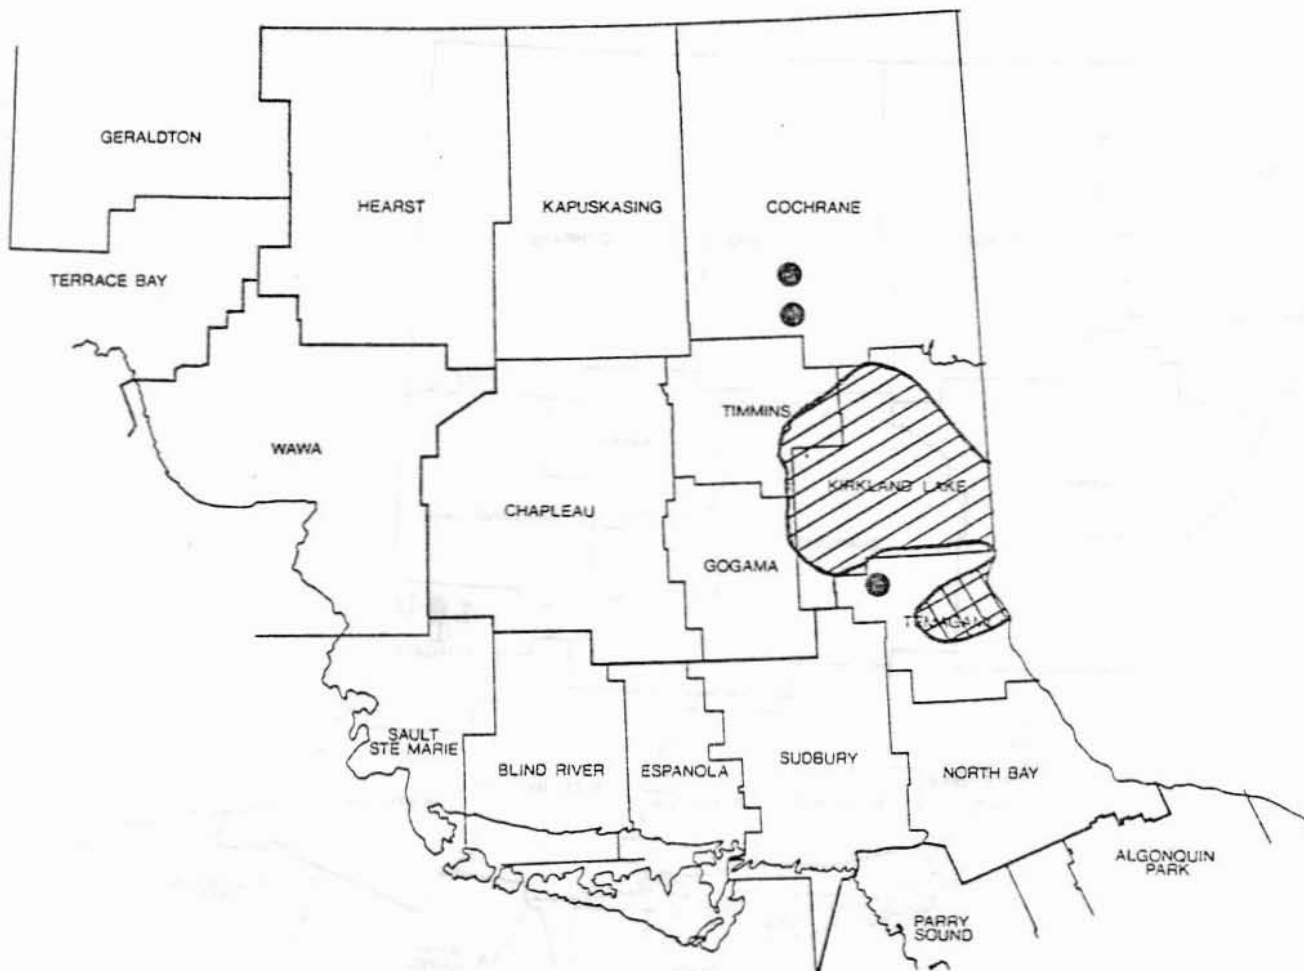 GERALDTON
HEARST
KAPUSKASING
COCHRANE
TERRACE BAY
TIMMINS
WAWA
KIRKLAND LAKE
CHAPLEAU
GOGAMA
TEMAGAMI
SAULT
STE MARIE
BLIND RIVER
ESPANOLA
SUDBURY
NORTH BAY
ALGONQUIN
PARK
PARRY
SOUND